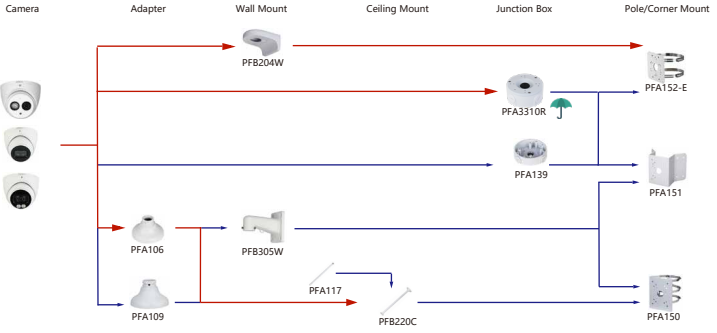 Camera Adapter Wall Mount Ceiling Mount Junction Box Pole/Corner Mount
PFB204W
PFA152-E
PFA3310R
PFA139
PFA151
PFA106
PFB305W
PFA117
PFA109
PFB220C
PFA150